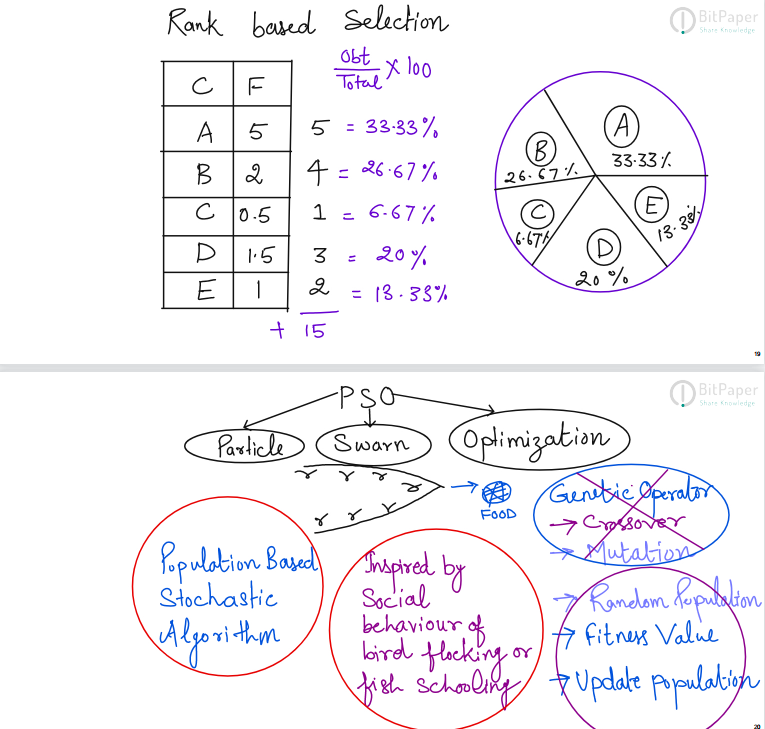 Rank based Selection
BitPaper
Share Knowledge
Obt
Total × 100
C F
A 5 5 = 33.33%
B 2 4 = 26.67%
C 0.5 1 = 6.67%
D 1.5 3 = 20%
E 1 2 = 13.33%
+ 15
A
33.33%
B
26.67%
C
6.67%
D
20%
E
13.33%
19
BitPaper
Share Knowledge
PSO
Particle Swarn Optimization
FOOD
Genetic Operator
→ Crossover
→ Mutation
Population Based
Stochastic
Algorithm
Inspired by
Social
behaviour of
bird flocking or
fish schooling
→ Random Population
→ Fitness Value
→ Update population
20